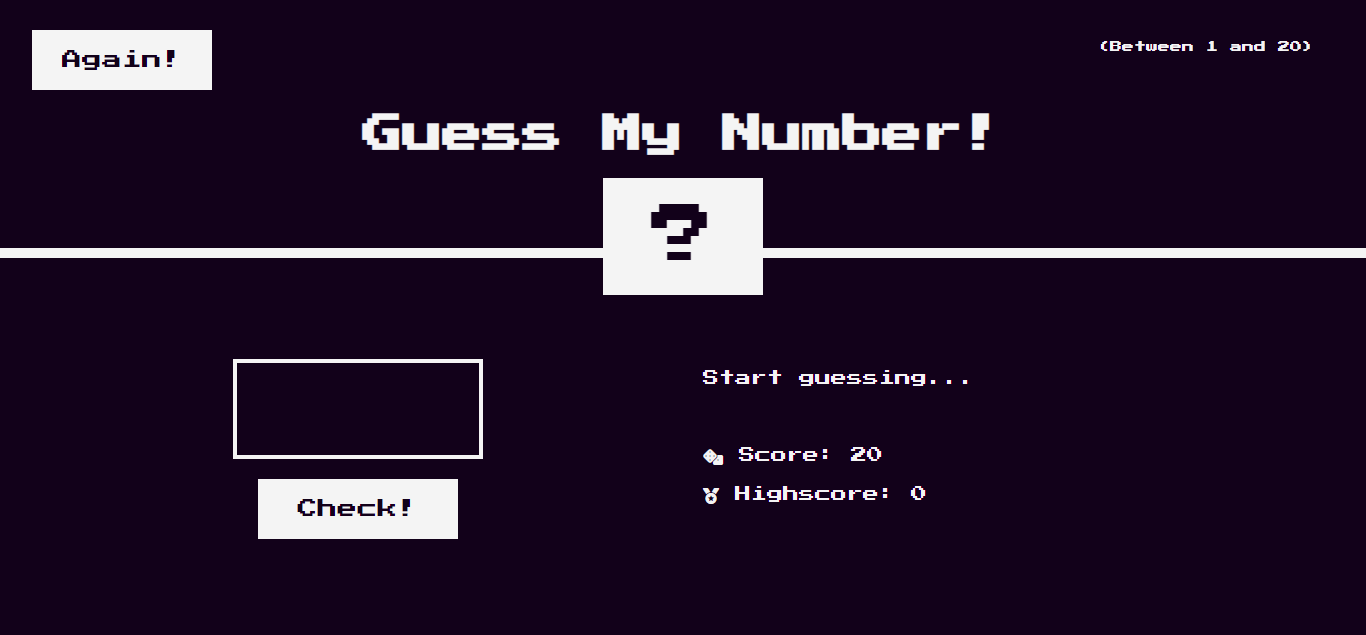 Again!
(Between 1 and 20)
Guess My Number!
?
Start guessing...
Score: 20
Highscore: 0
Check!